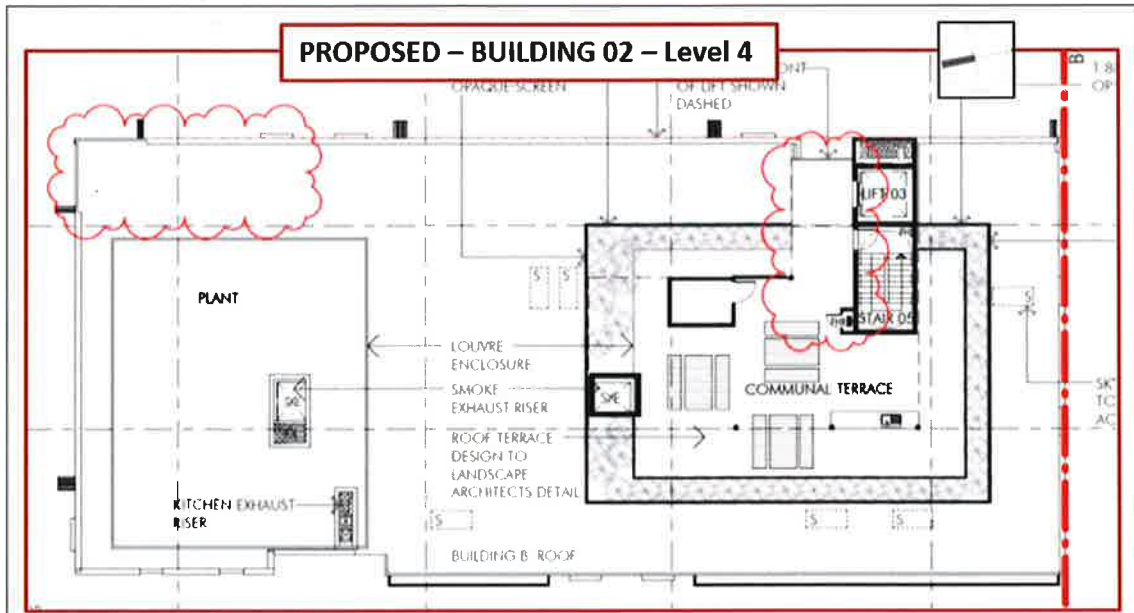 PROPOSED – BUILDING 02 – Level 4
B
OPAQUE SCREEN
OF LIFT SHOWN
DASHED
LIFT 03
S S
S
PLANT
STAIR 05
LOUVRE
ENCLOSURE
SMOKE
EXHAUST RISER
COMMUNAL TERRACE
ROOF TERRACE
DESIGN TO
LANDSCAPE
ARCHITECTS DETAIL
KITCHEN EXHAUST
RISER
S
S
S
BUILDING B ROOF